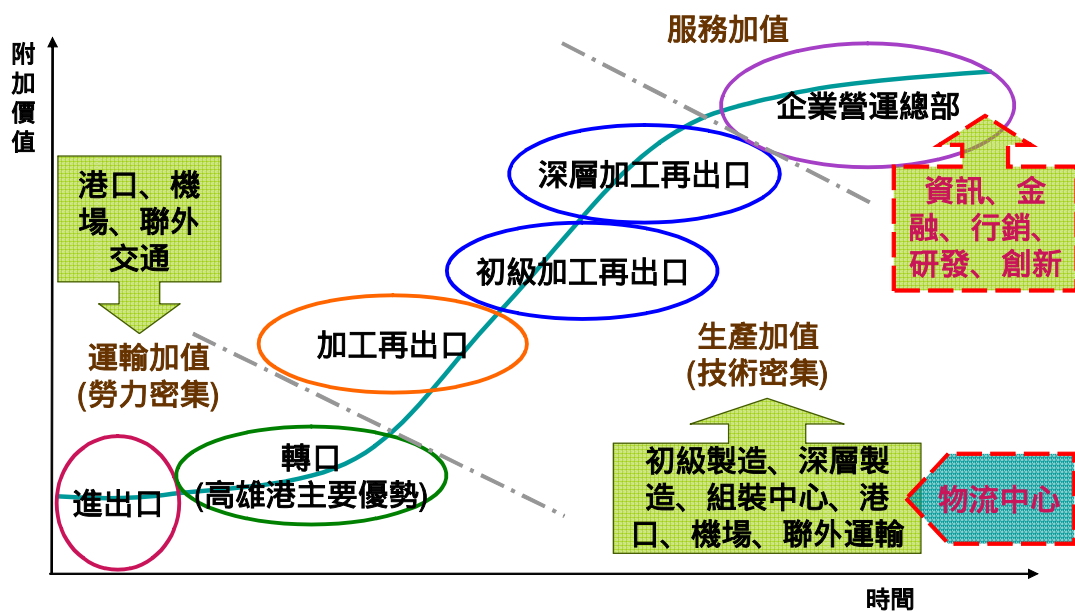 服務加值
附
加
價
值
企業營運總部
深層加工再出口
港口、機
場、聯外
交通
資訊、金
融、行銷、
研發、創新
初級加工再出口
加工再出口
運輸加值
(勞力密集)
生產加值
(技術密集)
轉口
(高雄港主要優勢)
進出口
初級製造、深層製
造、組裝中心、港
口、機場、聯外運輸
物流中心
時間